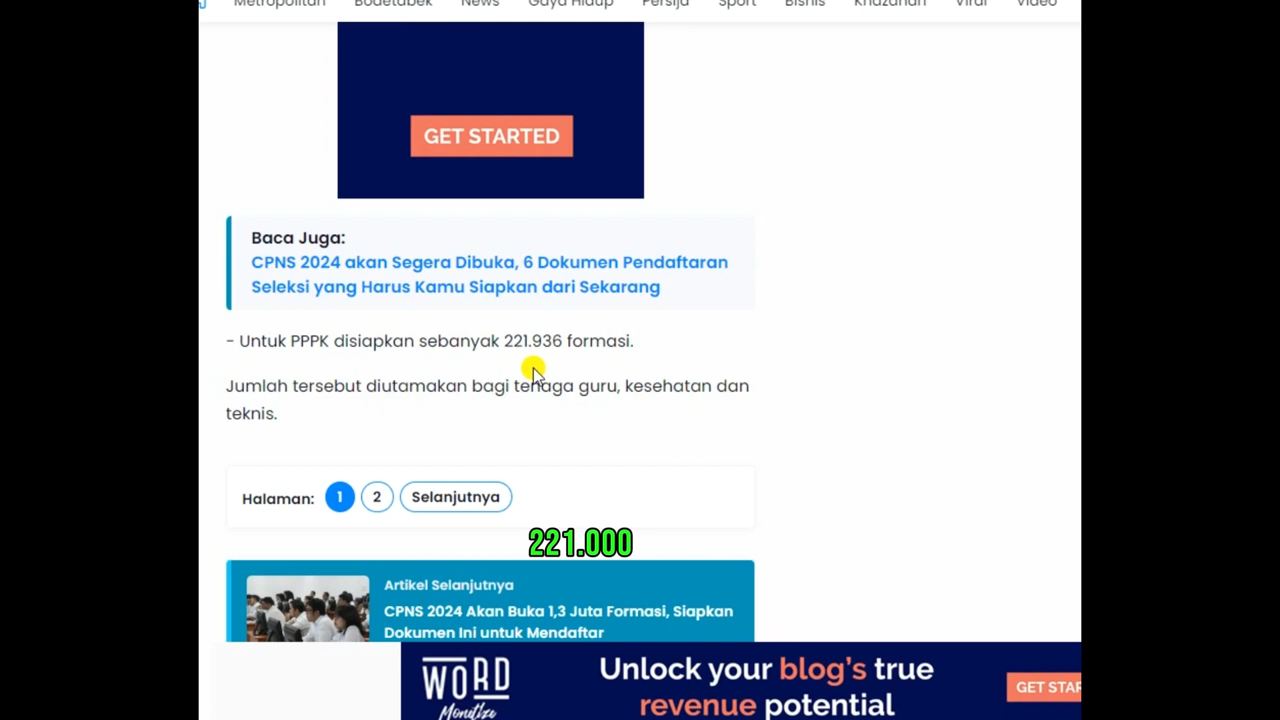 Metropolitan Bodetabek News Gaya Hidup Persija Sport Bisnis Khazanah Viral Video
GET STARTED
Baca Juga:
CPNS 2024 akan Segera Dibuka, 6 Dokumen Pendaftaran
Seleksi yang Harus Kamu Siapkan dari Sekarang
- Untuk PPPK disiapkan sebanyak 221.936 formasi.
Jumlah tersebut diutamakan bagi tenaga guru, kesehatan dan
teknis.
Halaman: 1 2 Selanjutnya
221.000
Artikel Selanjutnya
CPNS 2024 Akan Buka 1,3 Juta Formasi, Siapkan
Dokumen Ini untuk Mendaftar
WORD
Monetize
Unlock your blog's true
revenue potential
GET STAR